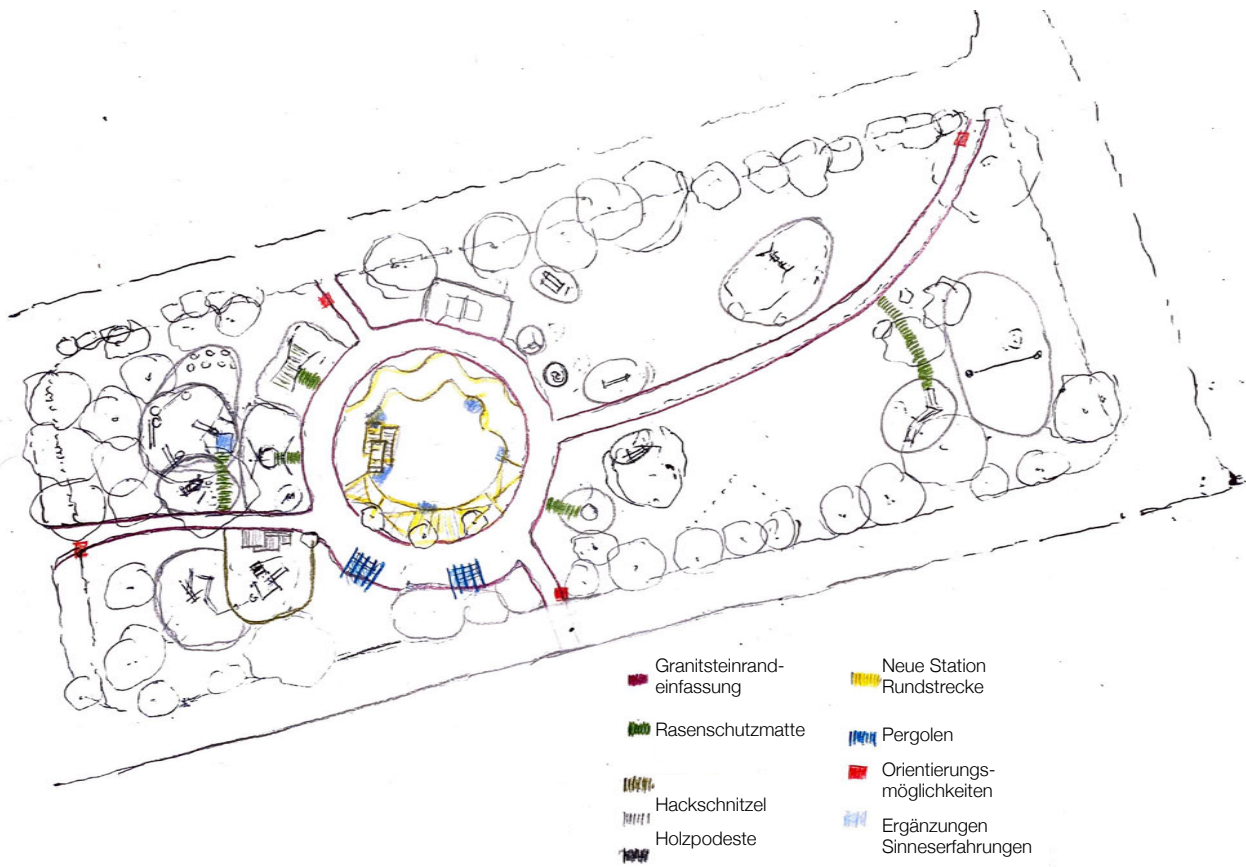 Granitsteinrand-
einfassung
Rasenschutzmatte
Hackschnitzel
Holzpodeste
Neue Station
Rundstrecke
Pergolen
Orientierungs-
möglichkeiten
Ergänzungen
Sinneserfahrungen